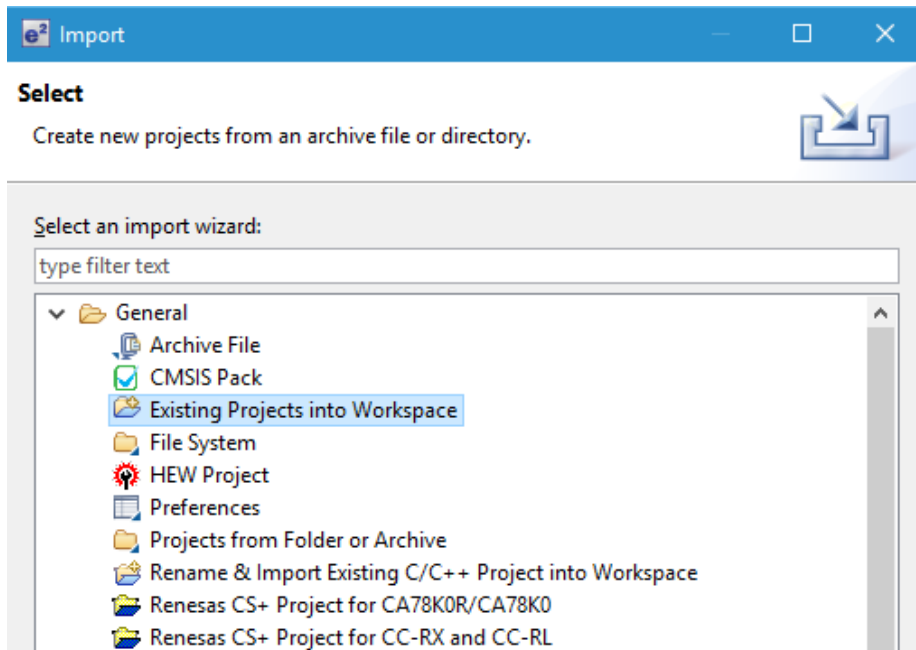 e² Import
Select
Create new projects from an archive file or directory.
Select an import wizard:
type filter text
General
Archive File
CMSIS Pack
Existing Projects into Workspace
File System
HEW Project
Preferences
Projects from Folder or Archive
Rename & Import Existing C/C++ Project into Workspace
Renesas CS+ Project for CA78K0R/CA78K0
Renesas CS+ Project for CC-RX and CC-RL